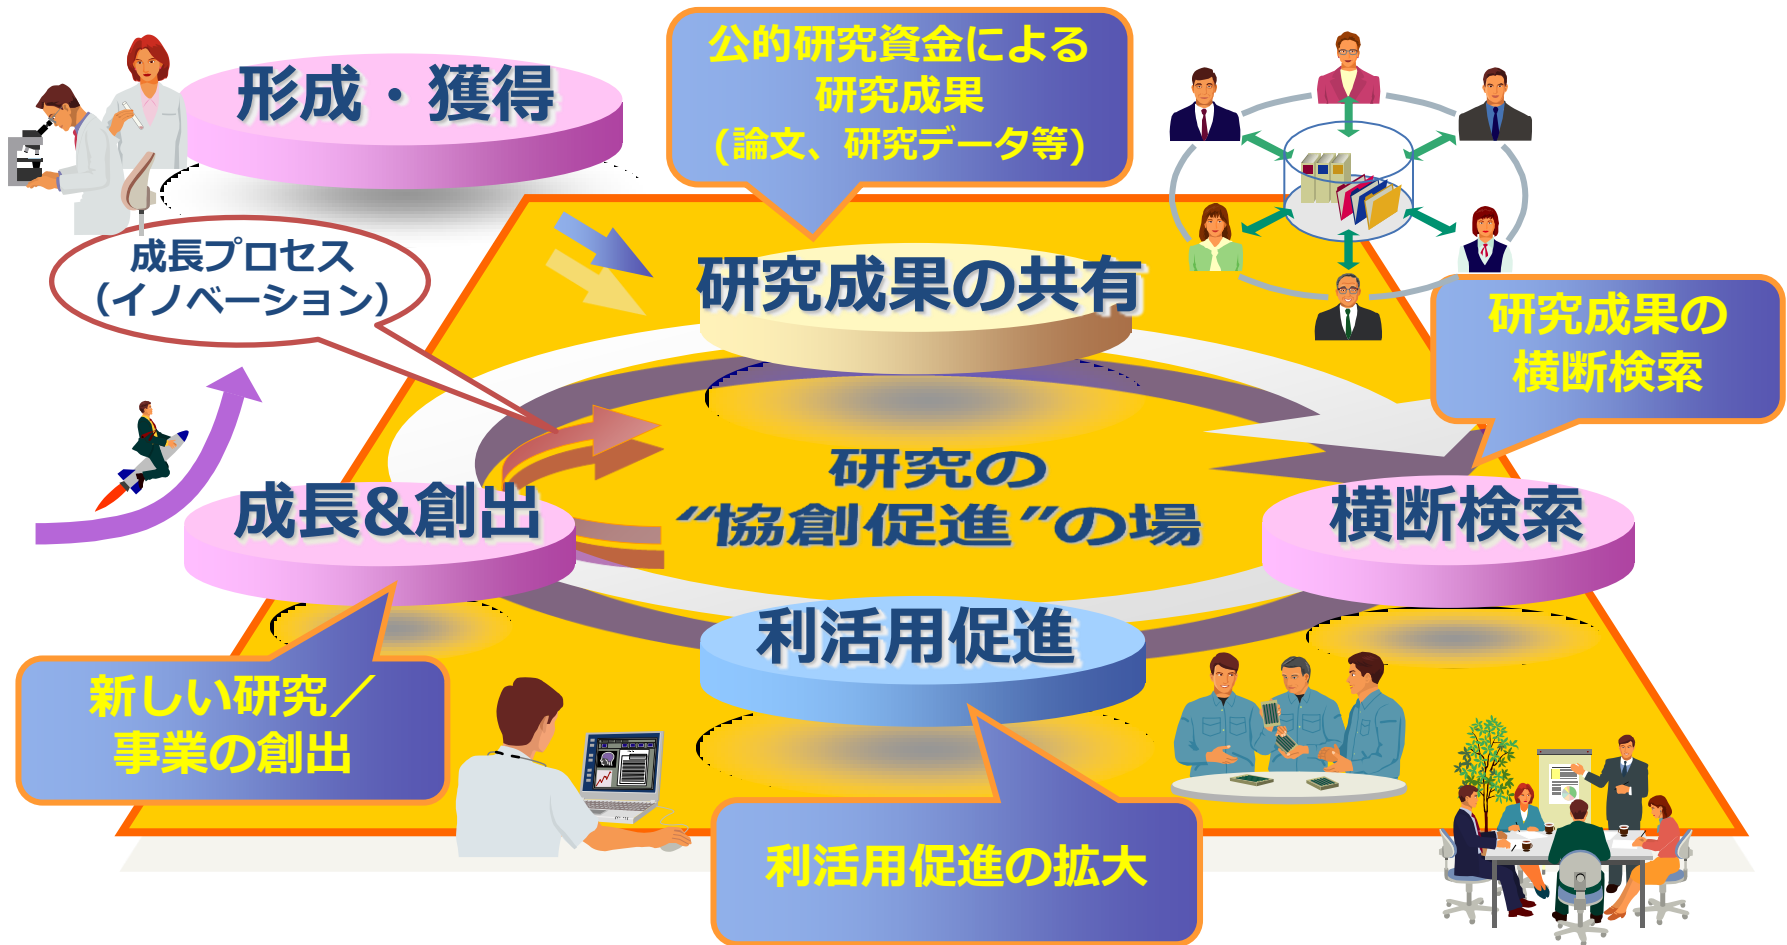 形成・獲得
公的研究資金による
研究成果
(論文、研究データ等)
成長プロセス
（イノベーション）
研究成果の共有
研究成果の
横断検索
研究の
“協創促進”の場
成長&創出
横断検索
利活用促進
新しい研究／
事業の創出
利活用促進の拡大